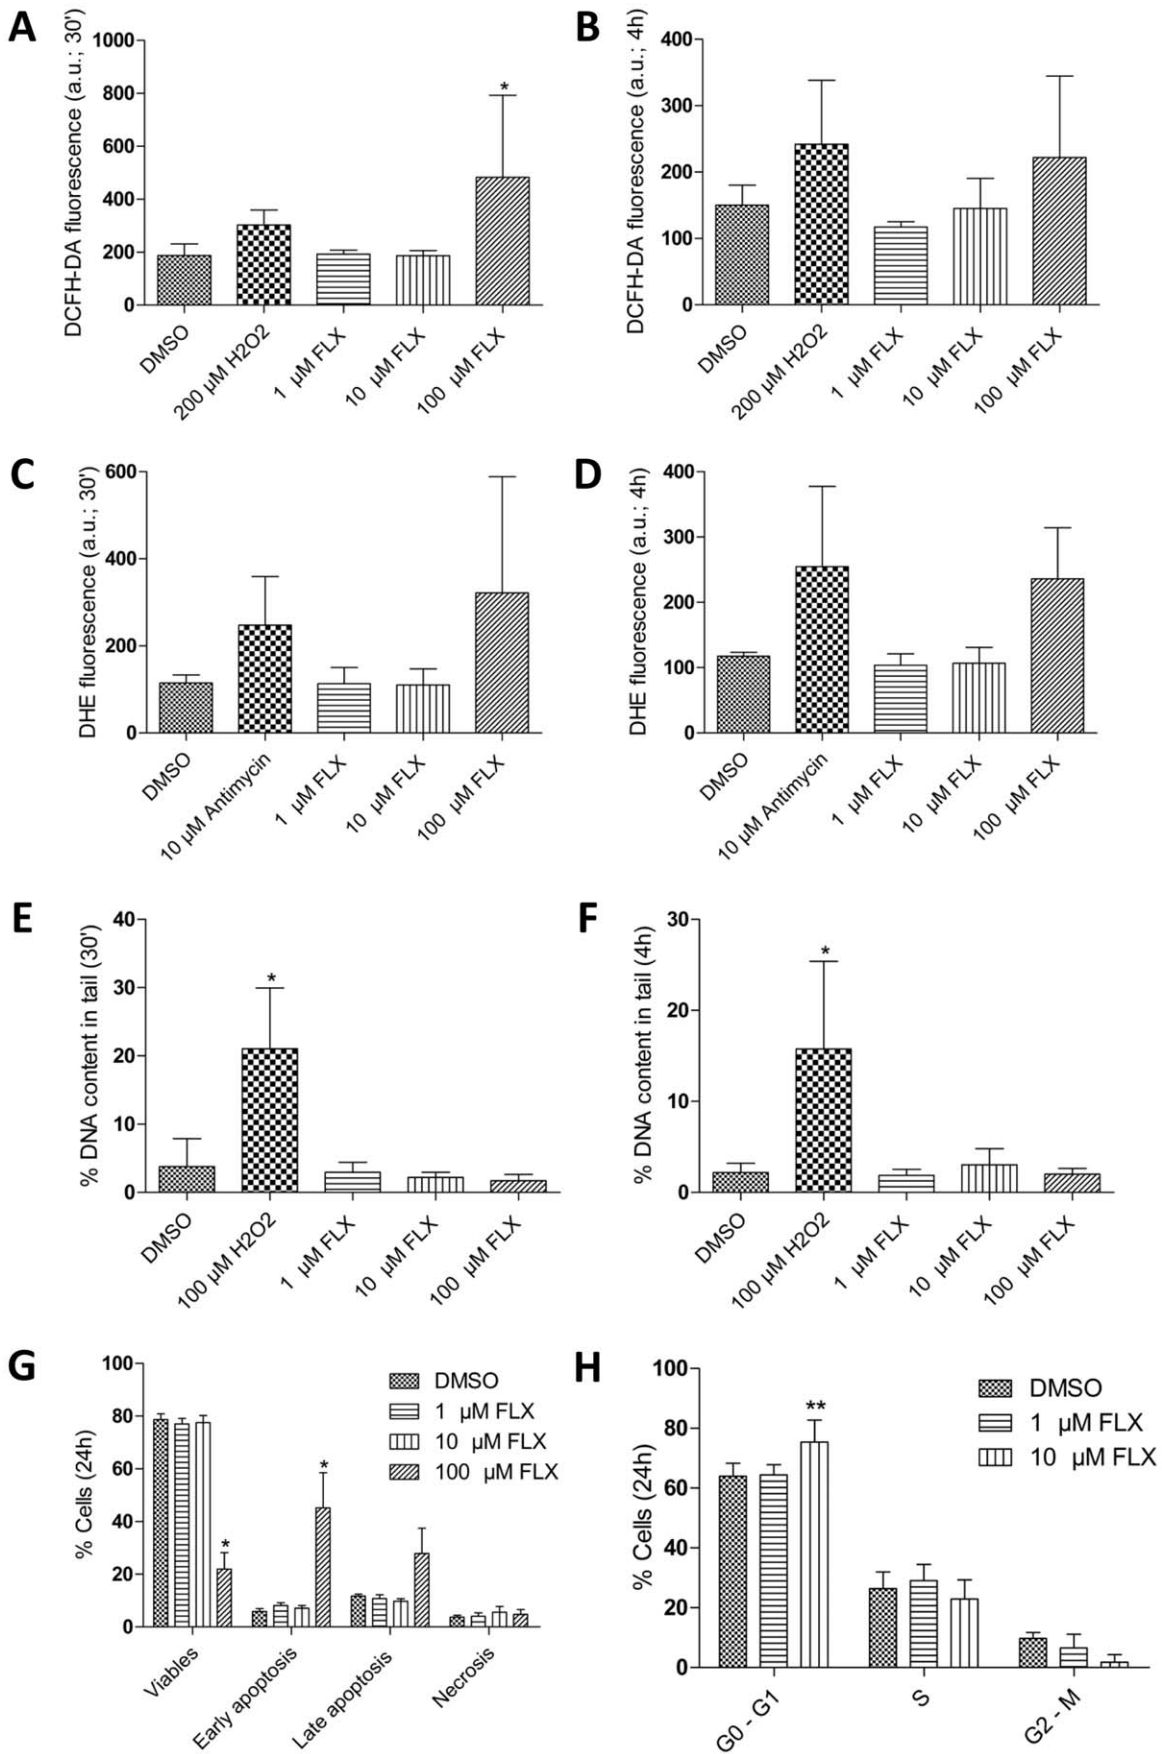 A
DCFH-DA fluorescence (a.u.; 30')
1000
800
600
400
200
0
*
DMSO
200 µM H2O2
1 µM FLX
10 µM FLX
100 µM FLX
B
DCFH-DA fluorescence (a.u.; 4h)
400
300
200
100
0
DMSO
200 µM H2O2
1 µM FLX
10 µM FLX
100 µM FLX
C
DHE fluorescence (a.u.; 30')
600
400
200
0
DMSO
10 µM Antimycin
1 µM FLX
10 µM FLX
100 µM FLX
D
DHE fluorescence (a.u.; 4h)
400
300
200
100
0
DMSO
10 µM Antimycin
1 µM FLX
10 µM FLX
100 µM FLX
E
% DNA content in tail (30')
40
30
20
10
0
*
DMSO
100 µM H2O2
1 µM FLX
10 µM FLX
100 µM FLX
F
% DNA content in tail (4h)
30
20
10
0
*
DMSO
100 µM H2O2
1 µM FLX
10 µM FLX
100 µM FLX
G
% Cells (24h)
100
80
60
40
20
0
DMSO
1 µM FLX
10 µM FLX
100 µM FLX
*
*
Viables
Early apoptosis
Late apoptosis
Necrosis
H
% Cells (24h)
100
80
60
40
20
0
DMSO
1 µM FLX
10 µM FLX
**
G0 - G1
S
G2 - M